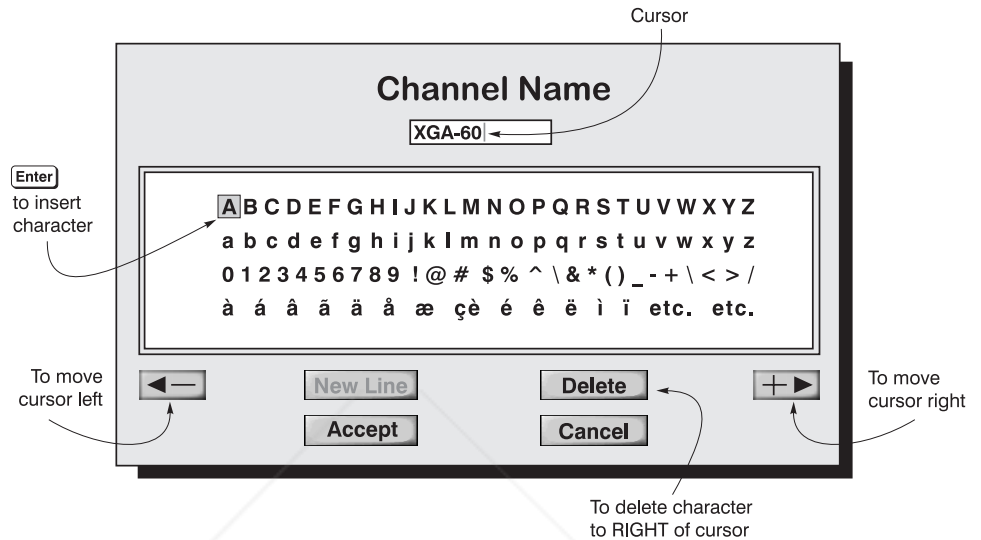 Cursor
Channel Name
XGA-60
Enter
to insert
character
A B C D E F G H I J K L M N O P Q R S T U V W X Y Z
a b c d e f g h i j k l m n o p q r s t u v w x y z
0 1 2 3 4 5 6 7 8 9 ! @ # $ % ^ \ & * ( ) _ - + \ < > /
à á â ã ä å æ çè é ê ë ì ï etc. etc.
To move
cursor left
New Line
Delete
To move
cursor right
Accept
Cancel
To delete character
to RIGHT of cursor